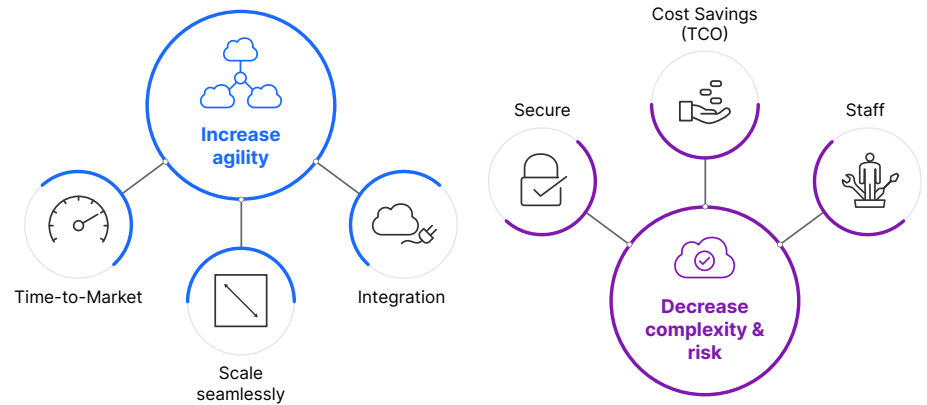 Increase
agility
Time-to-Market
Scale
seamlessly
Integration
Cost Savings
(TCO)
Secure
Staff
Decrease
complexity &
risk